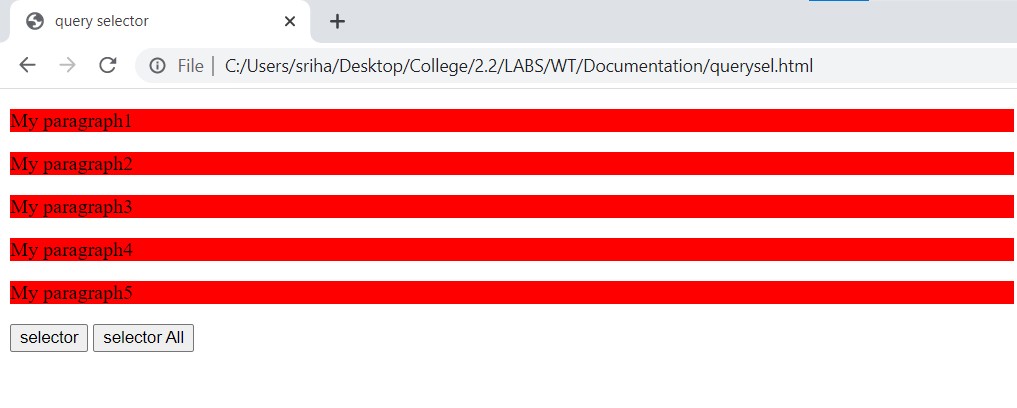 query selector
File | C:/Users/sriha/Desktop/College/2.2/LABS/WT/Documentation/querysel.html
My paragraph1
My paragraph2
My paragraph3
My paragraph4
My paragraph5
selector selector All